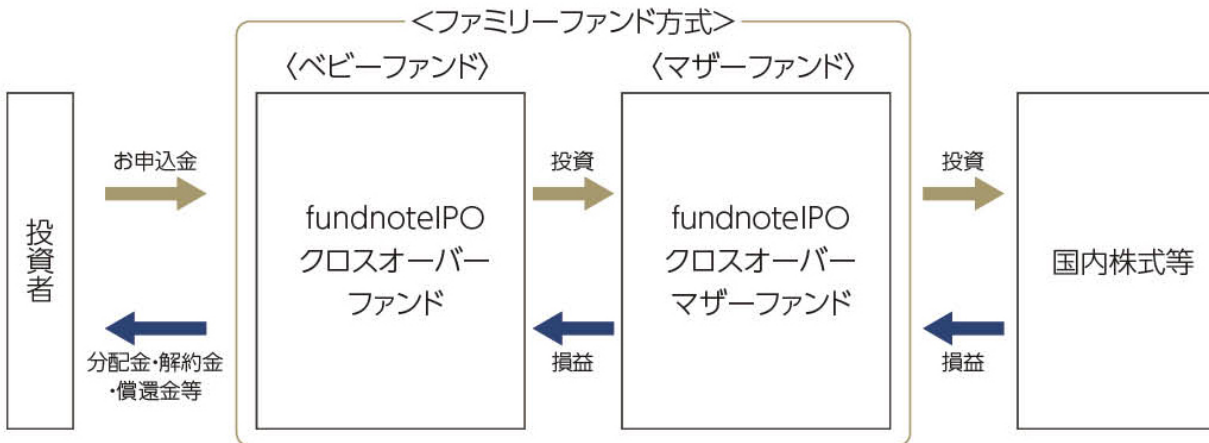 <ファミリーファンド方式>
〈ベビーファンド〉
〈マザーファンド〉
投資者
お申込金
分配金・解約金
・償還金等
fundnoteIPO
クロスオーバー
ファンド
投資
損益
fundnoteIPO
クロスオーバー
マザーファンド
投資
損益
国内株式等